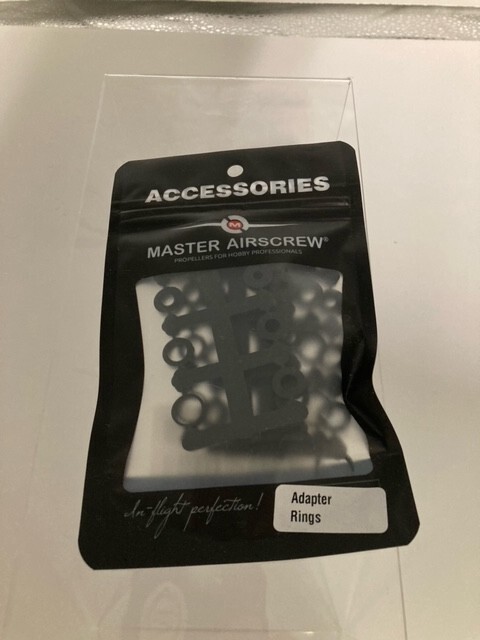 ACCESSORIES
M
MASTER AIRSCREW®
PROPELLERS FOR HOBBY PROFESSIONALS
In-flight perfection!
Adapter
Rings